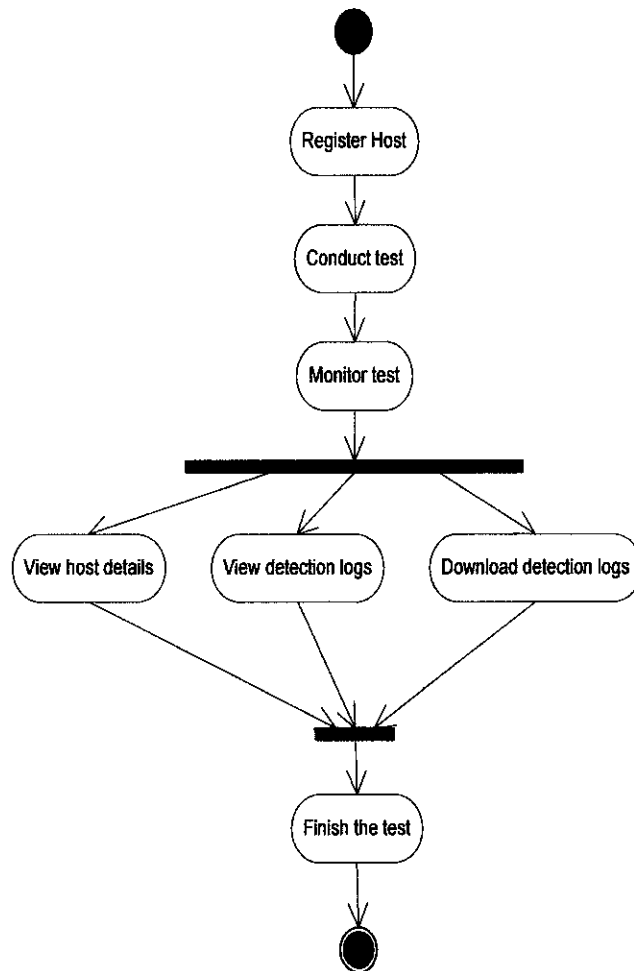 Register Host
Conduct test
Monitor test
View host details
View detection logs
Download detection logs
Finish the test